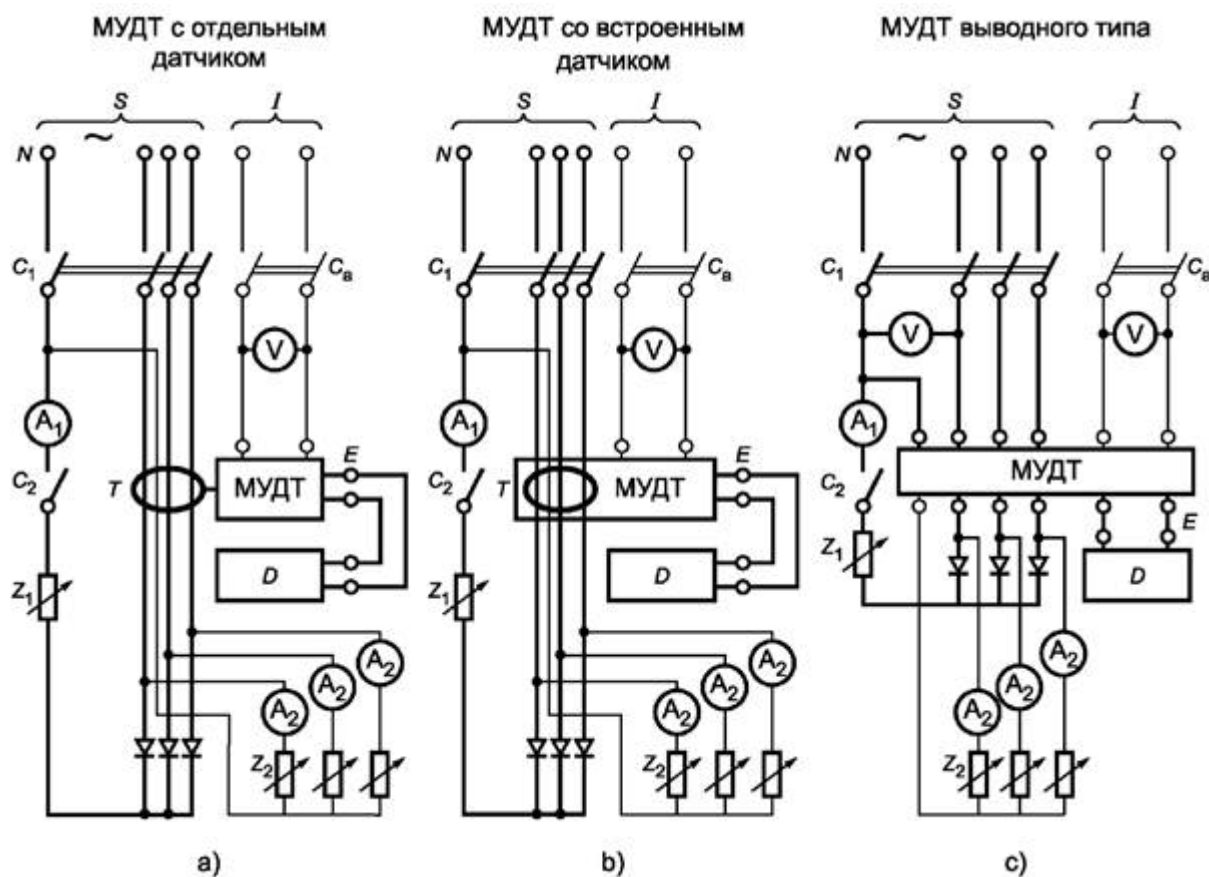 МУДТ с отдельным
датчиком
МУДТ со встроенным
датчиком
МУДТ выводного типа
S
I
S
I
S
I
~
~
N
N
N
C₁
Cₐ
C₁
Cₐ
C₁
Cₐ
V
V
V
V
A₁
A₁
A₁
C₂
T
МУДТ
E
C₂
T
МУДТ
E
C₂
МУДТ
E
Z₁
D
Z₁
D
Z₁
D
A₂
A₂
A₂
A₂
A₂
A₂
A₂
A₂
A₂
Z₂
Z₂
Z₂
a)
b)
c)